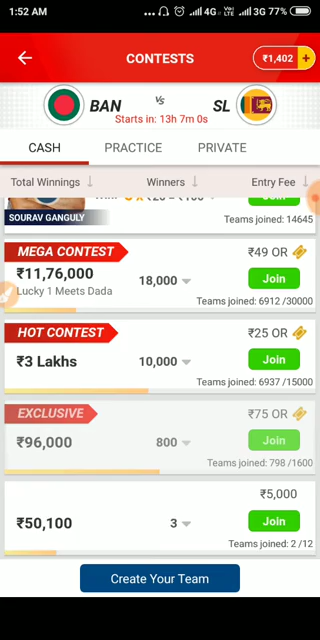 1:52 AM ... 4G Vo) LTE 3G 77%
CONTESTS
₹1,402 +
BAN Vs SL
Starts in: 13h 7m 0s
CASH PRACTICE PRIVATE
Total Winnings Winners Entry Fee
Join
SOURAV GANGULY
Teams joined: 14645
MEGA CONTEST ₹49 OR
₹11,76,000 18,000 Join
Lucky 1 Meets Dada
Teams joined: 6912 /30000
HOT CONTEST ₹25 OR
₹3 Lakhs 10,000 Join
Teams joined: 6937 /15000
EXCLUSIVE ₹75 OR
₹96,000 800 Join
Teams joined: 798 /1600
₹5,000
₹50,100 3 Join
Teams joined: 2 /12
Create Your Team